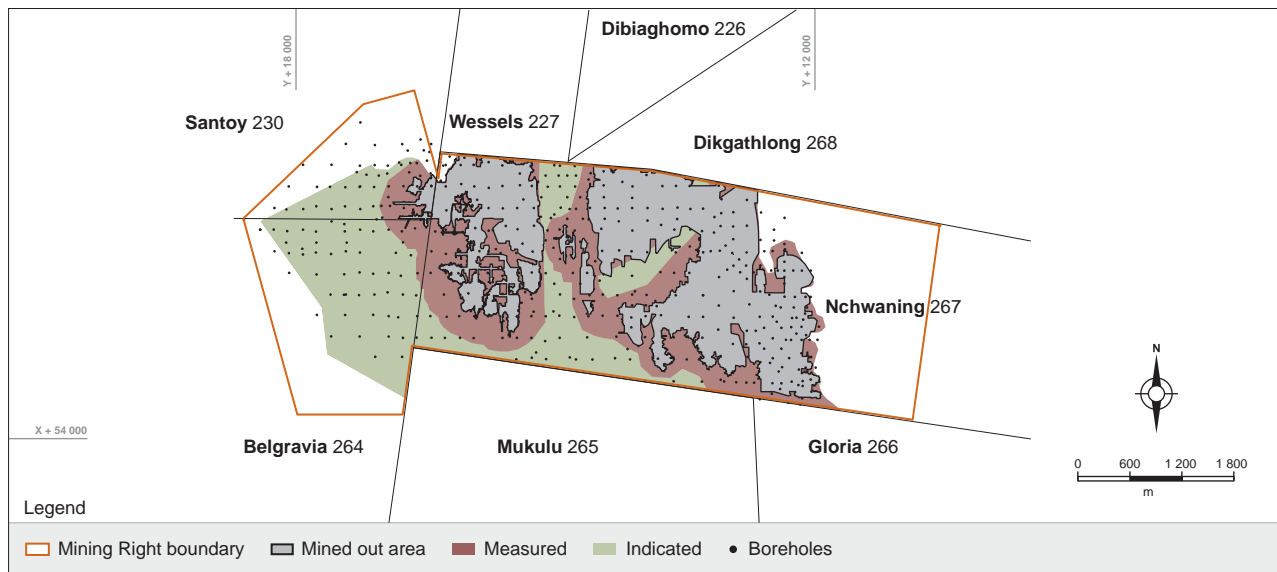 Dibiaghomo 226
Y + 18 000
Y + 12 000
Santoy 230
Wessels 227
Dikgathlong 268
Nchwaning 267
N
X + 54 000
Belgravia 264
Mukulu 265
Gloria 266
0 600 1 200 1 800
m
Legend
Mining Right boundary Mined out area Measured Indicated Boreholes